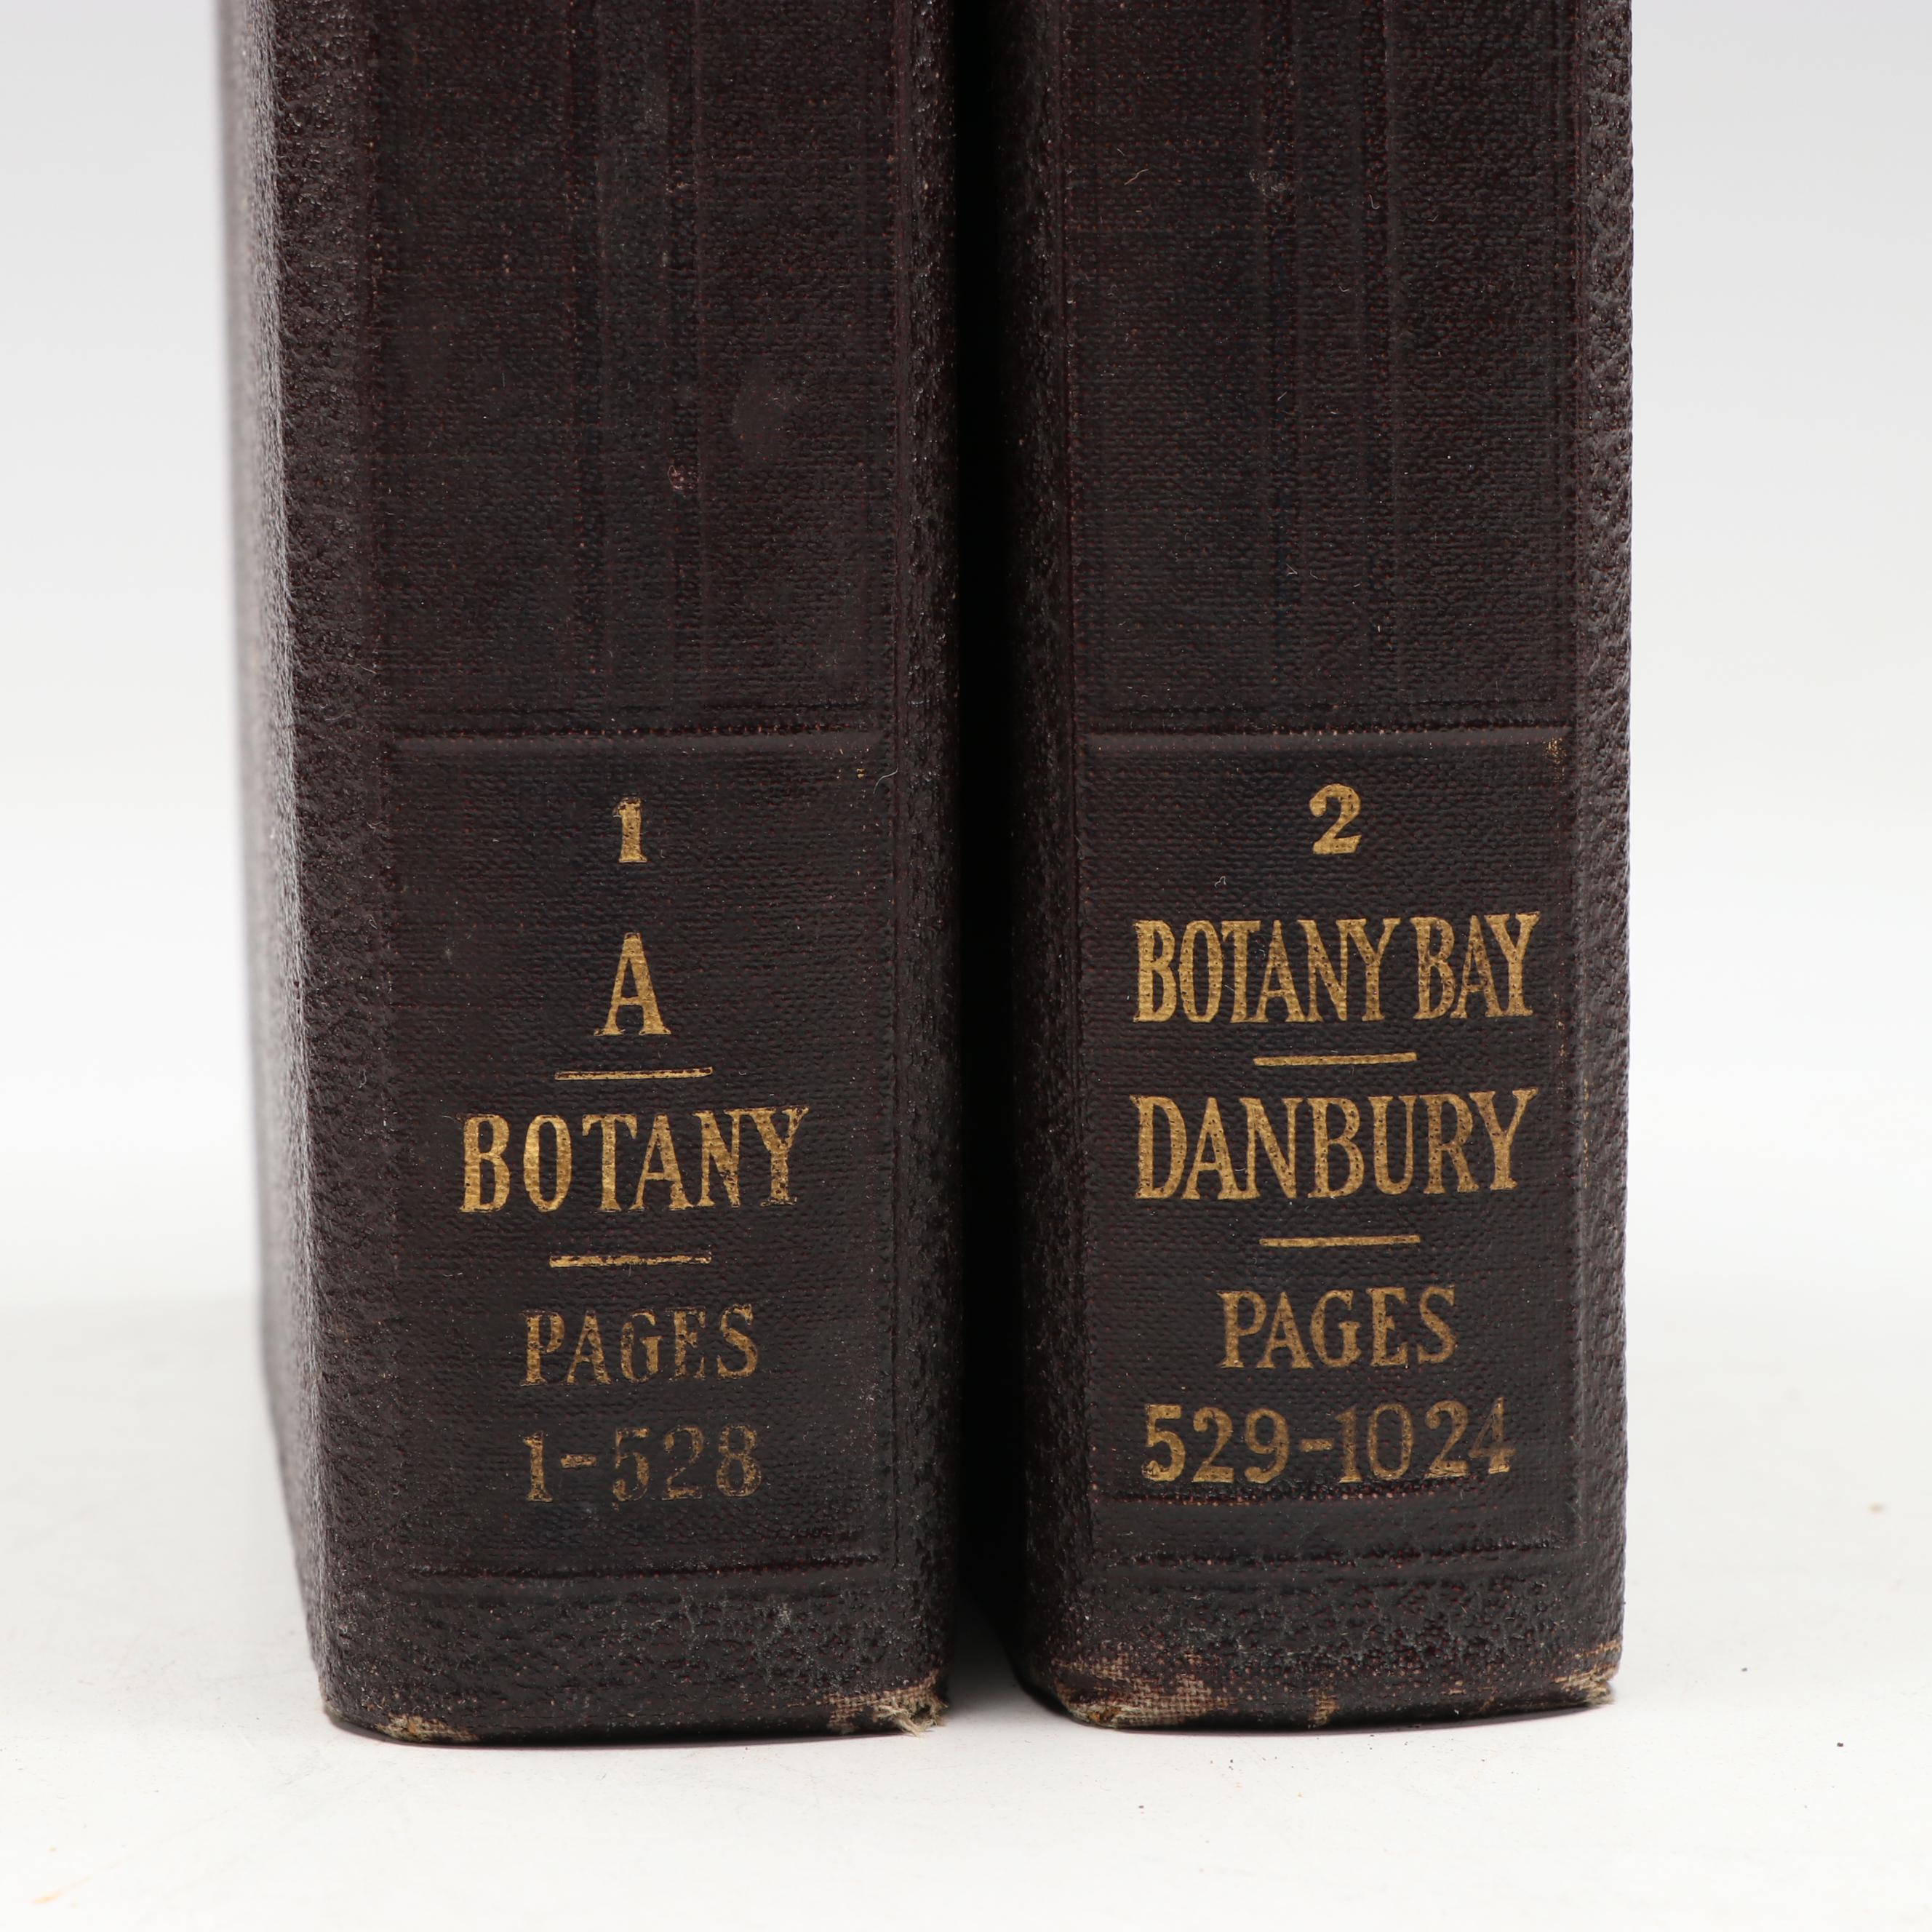 1
A
BOTANY
PAGES
1-528
2
BOTANY BAY
DANBURY
PAGES
529-1024